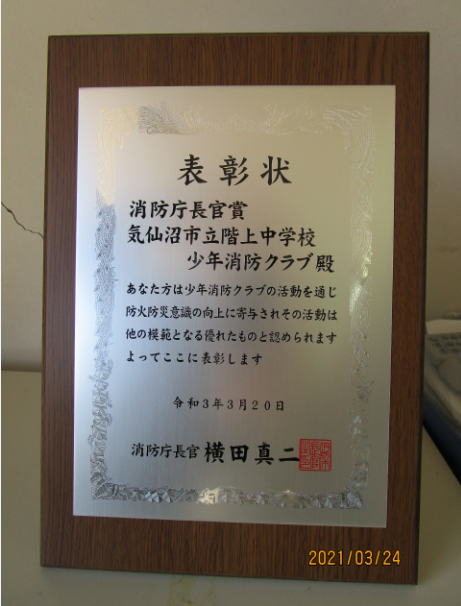 表彰状
消防庁長官賞
気仙沼市立階上中学校
少年消防クラブ殿
あなた方は少年消防クラブの活動を通じ
防火防災意識の向上に寄与されその活動は
他の模範となる優れたものと認められます
よってここに表彰します
令和3年3月20日
消防庁長官 横田真二
2021/03/24